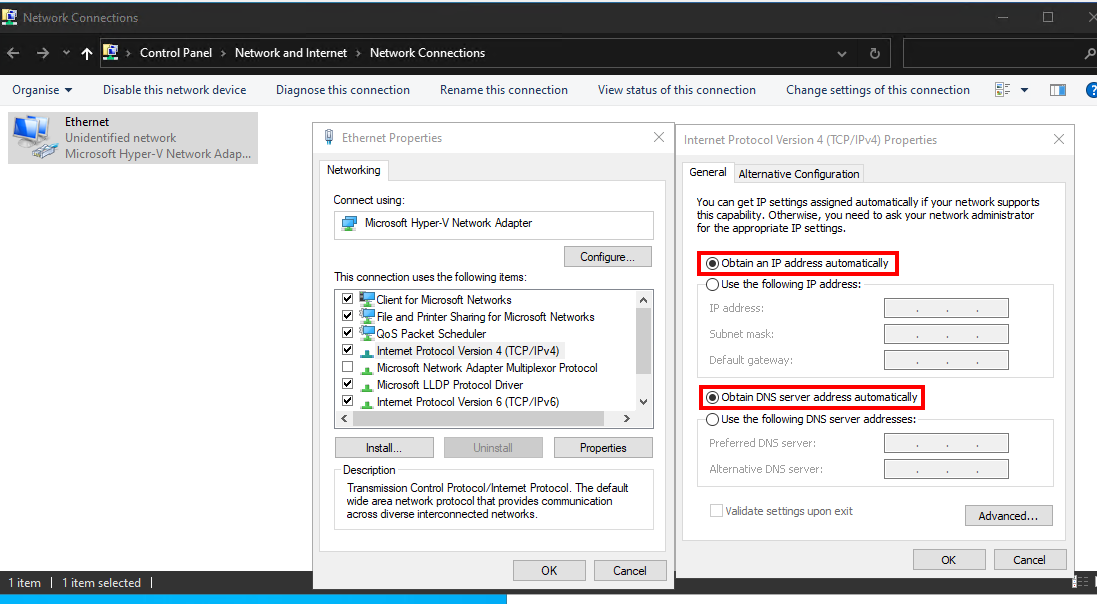 Network Connections
Control Panel > Network and Internet > Network Connections
Organise Disable this network device Diagnose this connection Rename this connection View status of this connection Change settings of this connection
Ethernet
Unidentified network
Microsoft Hyper-V Network Adap...
Ethernet Properties
Networking
Connect using:
Microsoft Hyper-V Network Adapter
Configure...
This connection uses the following items:
Client for Microsoft Networks
File and Printer Sharing for Microsoft Networks
QoS Packet Scheduler
Internet Protocol Version 4 (TCP/IPv4)
Microsoft Network Adapter Multiplexor Protocol
Microsoft LLDP Protocol Driver
Internet Protocol Version 6 (TCP/IPv6)
Install... Uninstall Properties
Description
Transmission Control Protocol/Internet Protocol. The default
wide area network protocol that provides communication
across diverse interconnected networks.
OK Cancel
Internet Protocol Version 4 (TCP/IPv4) Properties
General Alternative Configuration
You can get IP settings assigned automatically if your network supports
this capability. Otherwise, you need to ask your network administrator
for the appropriate IP settings.
Obtain an IP address automatically
Use the following IP address:
IP address:
Subnet mask:
Default gateway:
Obtain DNS server address automatically
Use the following DNS server addresses:
Preferred DNS server:
Alternative DNS server:
Validate settings upon exit
Advanced...
OK Cancel
1 item 1 item selected